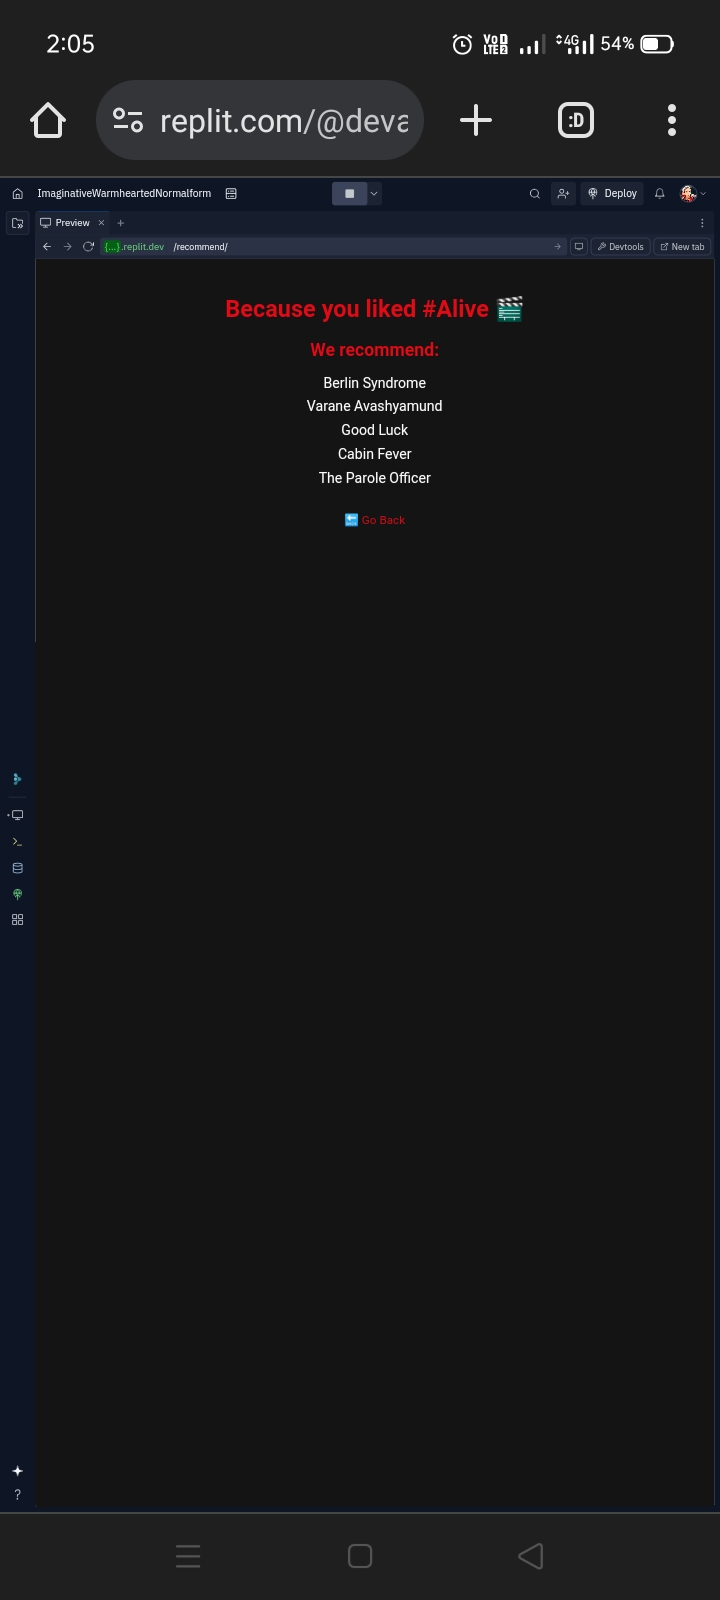 2:05
VoD LTE2 4G 54%
:D
replit.com/@deva
ImaginativeWarmheartedNormalform
Deploy
Preview
{...}.replit.dev /recommend/
Devtools
New tab
Because you liked #Alive 🎬
We recommend:
Berlin Syndrome
Varane Avashyamund
Good Luck
Cabin Fever
The Parole Officer
Go Back
?